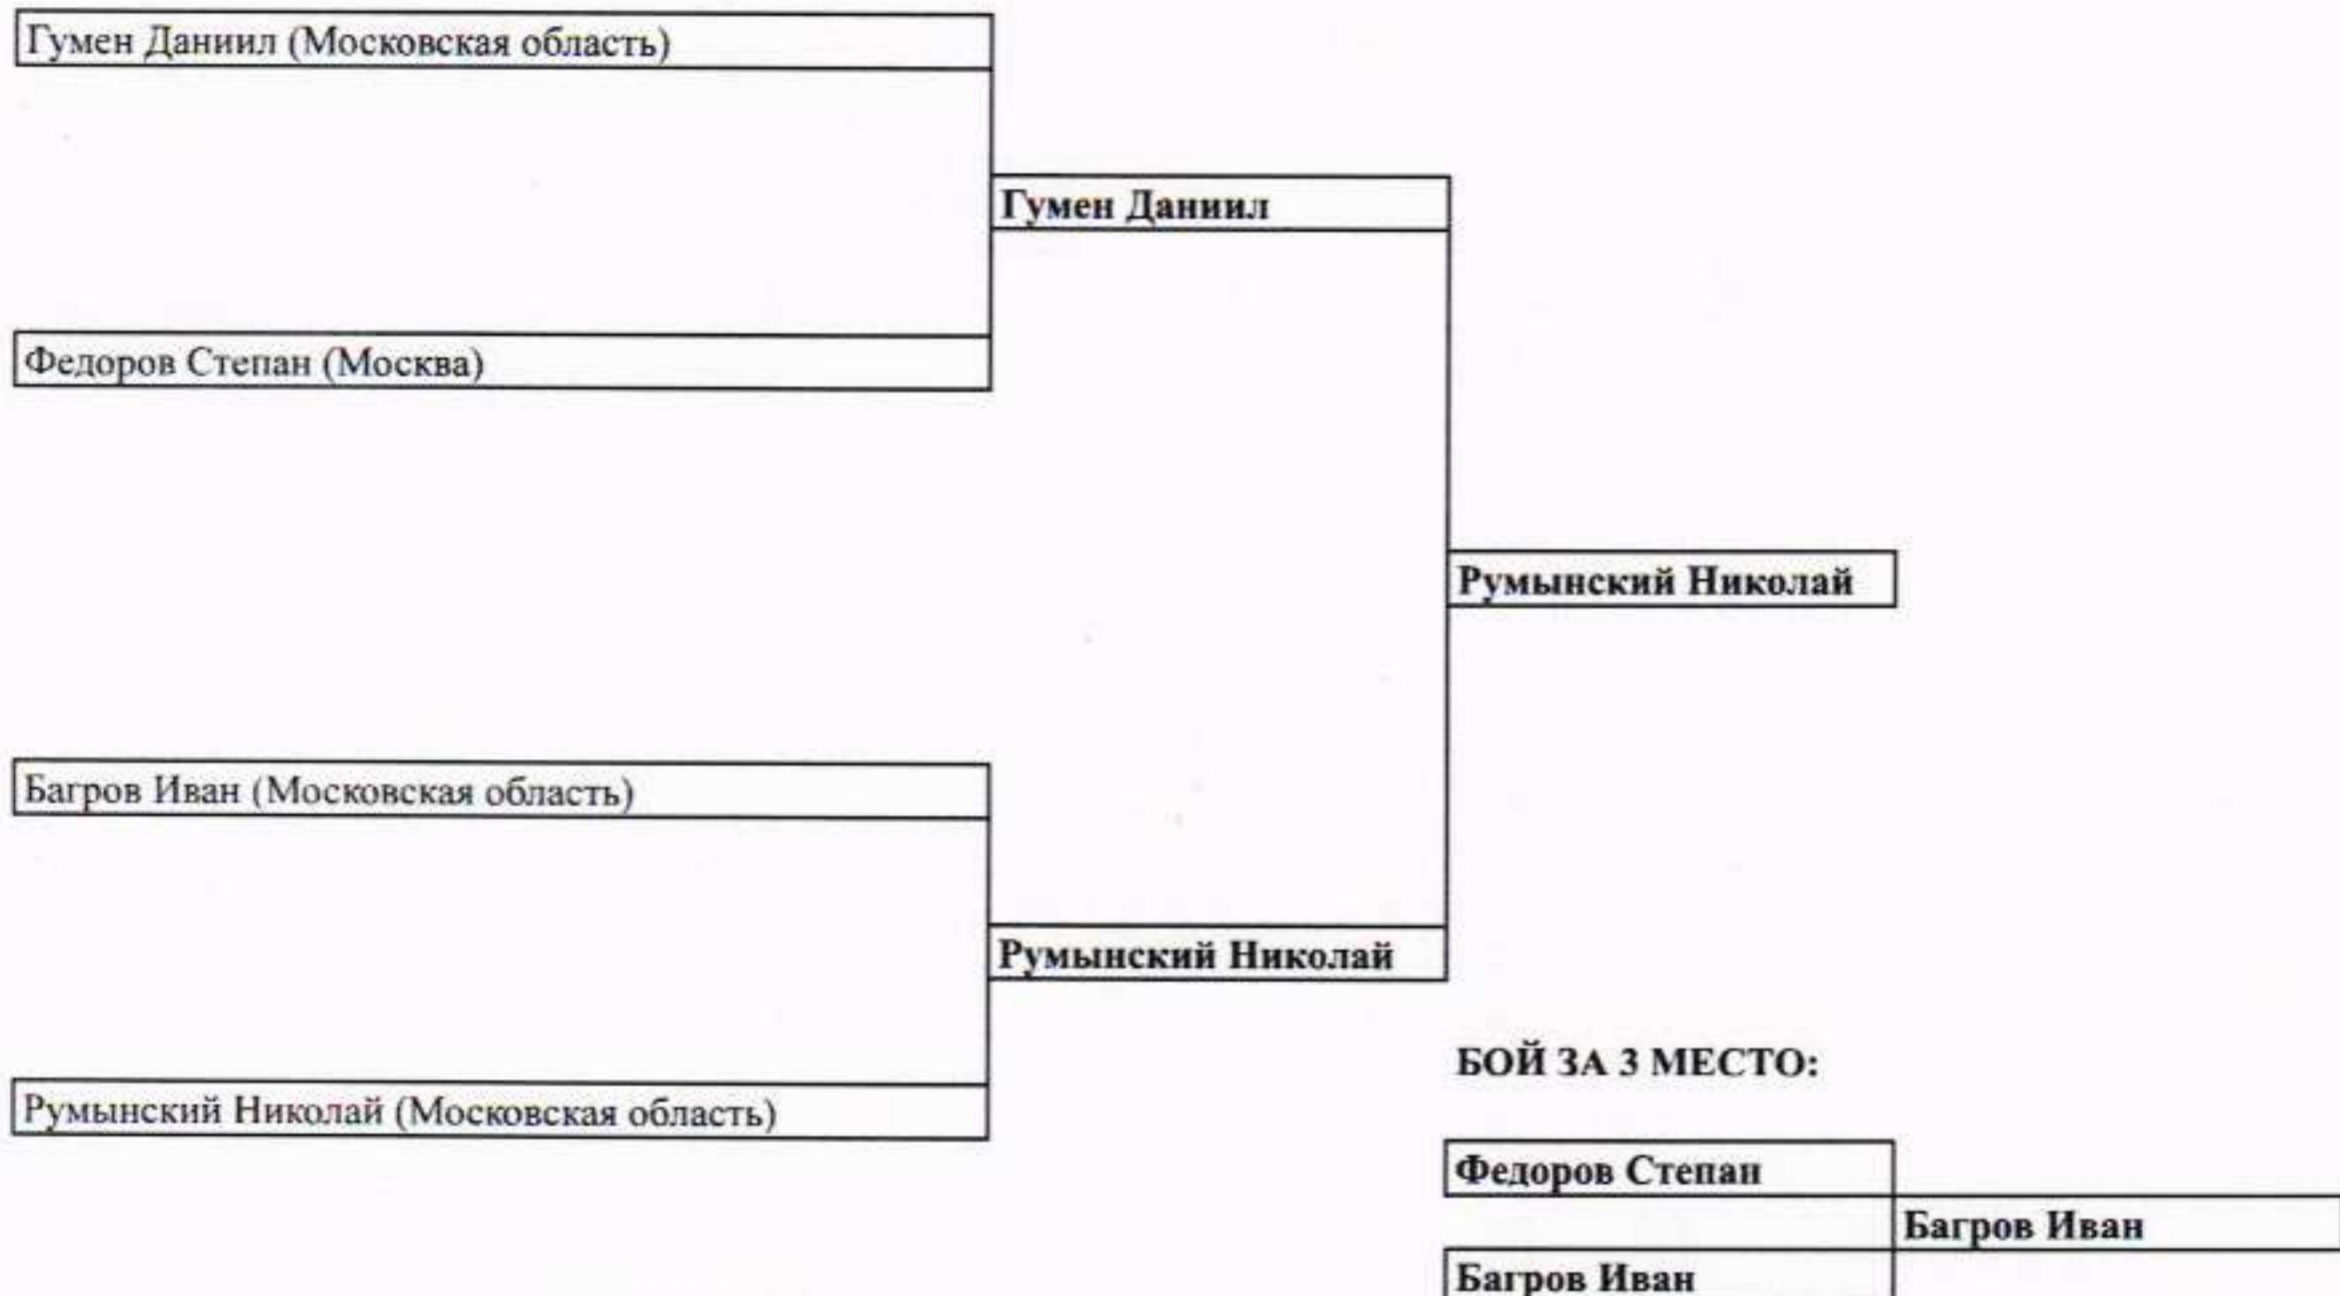 Гумен Даниил (Московская область)
Гумен Даниил
Федоров Степан (Москва)
Румынский Николай
Багров Иван (Московская область)
Румынский Николай
Румынский Николай (Московская область)
БОЙ ЗА 3 МЕСТО:
Федоров Степан
Багров Иван
Багров Иван